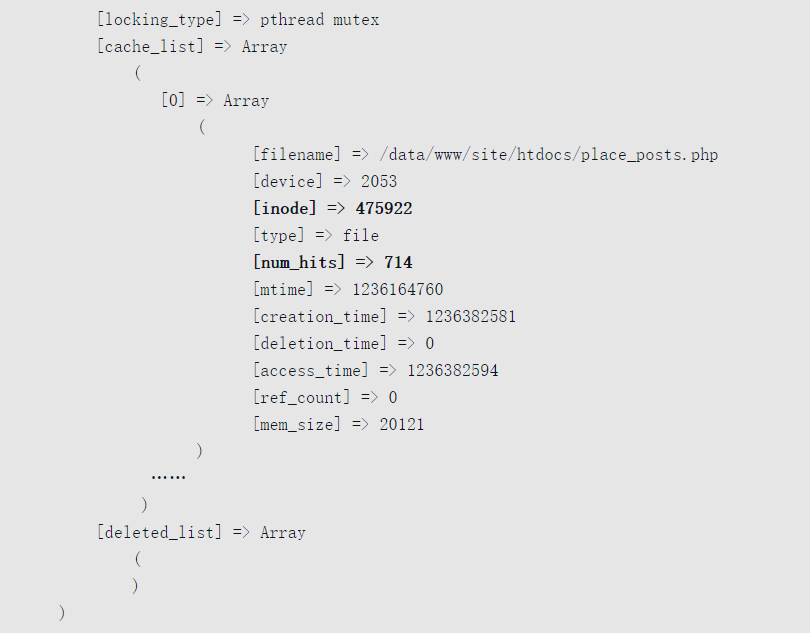 [locking_type] => pthread mutex
[cache_list] => Array
(
[0] => Array
(
[filename] => /data/www/site/htdocs/place_posts.php
[device] => 2053
[inode] => 475922
[type] => file
[num_hits] => 714
[mtime] => 1236164760
[creation_time] => 1236382581
[deletion_time] => 0
[access_time] => 1236382594
[ref_count] => 0
[mem_size] => 20121
)
……
)
[deleted_list] => Array
(
)
)